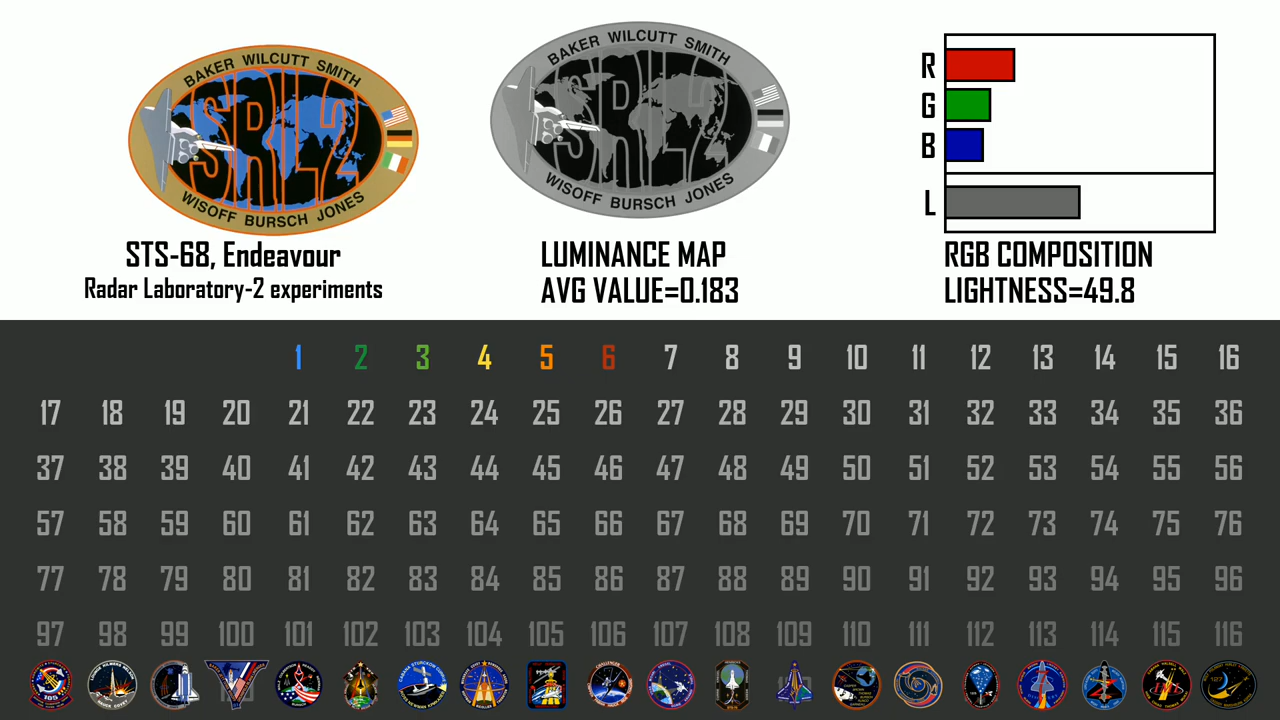 BAKER WILCUTT SMITH
SRL2
WISOFF BURSCH JONES
STS-68, Endeavour
Radar Laboratory-2 experiments
BAKER WILCUTT SMITH
SRL2
WISOFF BURSCH JONES
LUMINANCE MAP
AVG VALUE=0.183
R
G
B
L
RGB COMPOSITION
LIGHTNESS=49.8
1 2 3 4 5 6 7 8 9 10 11 12 13 14 15 16
17 18 19 20 21 22 23 24 25 26 27 28 29 30 31 32 33 34 35 36
37 38 39 40 41 42 43 44 45 46 47 48 49 50 51 52 53 54 55 56
57 58 59 60 61 62 63 64 65 66 67 68 69 70 71 72 73 74 75 76
77 78 79 80 81 82 83 84 85 86 87 88 89 90 91 92 93 94 95 96
97 98 99 100 101 102 103 104 105 106 107 108 109 110 111 112 113 114 115 116